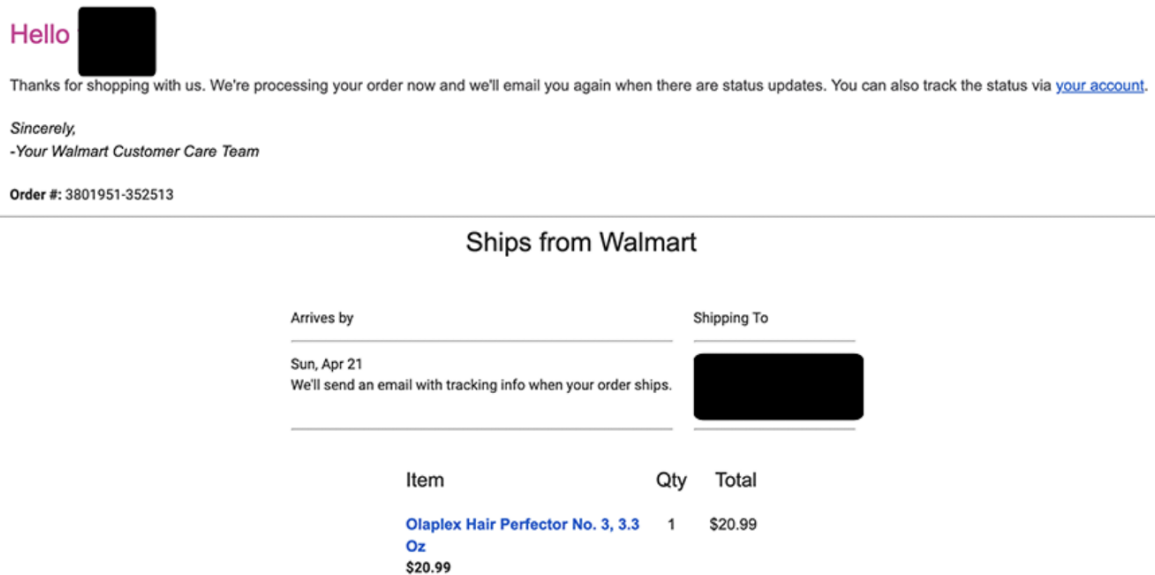 Hello
Thanks for shopping with us. We're processing your order now and we'll email you again when there are status updates. You can also track the status via your account.
Sincerely,
-Your Walmart Customer Care Team
Order #: 3801951-352513
Ships from Walmart
Arrives by
Sun, Apr 21
We'll send an email with tracking info when your order ships.
Shipping To
Item Qty Total
Olaplex Hair Perfector No. 3, 3.3 1 $20.99
Oz
$20.99